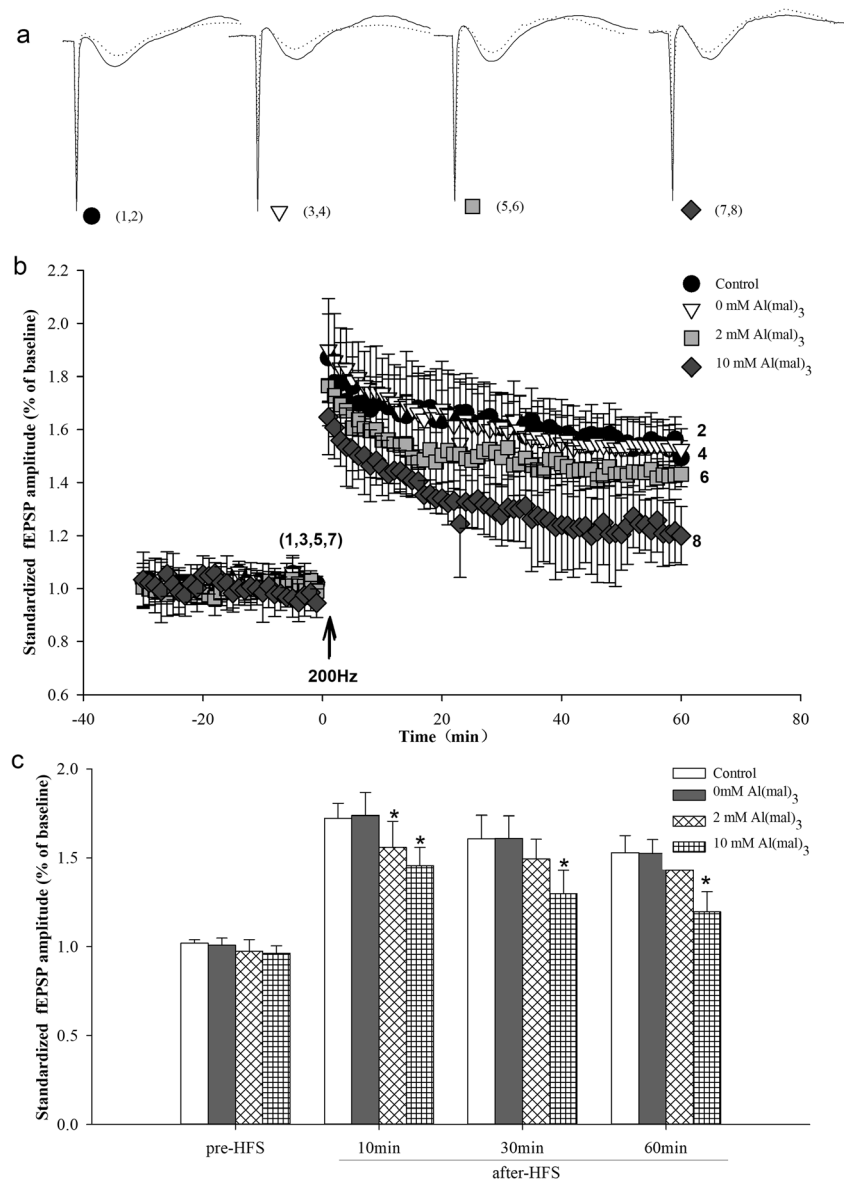 a
(1,2)
(3,4)
(5,6)
(7,8)
b
Standardized fEPSP amplitude (% of baseline)
2.2
2.0
1.8
1.6
1.4
1.2
1.0
0.8
0.6
Control
0 mM Al(mal)3
2 mM Al(mal)3
10 mM Al(mal)3
2
4
6
8
(1,3,5,7)
200Hz
-40
-20
0
20
40
60
80
Time（min）
c
Standardized fEPSP amplitude (% of baseline)
2.0
1.5
1.0
0.5
0.0
Control
0mM Al(mal)3
2 mM Al(mal)3
10 mM Al(mal)3
*
*
*
*
pre-HFS
10min
30min
60min
after-HFS